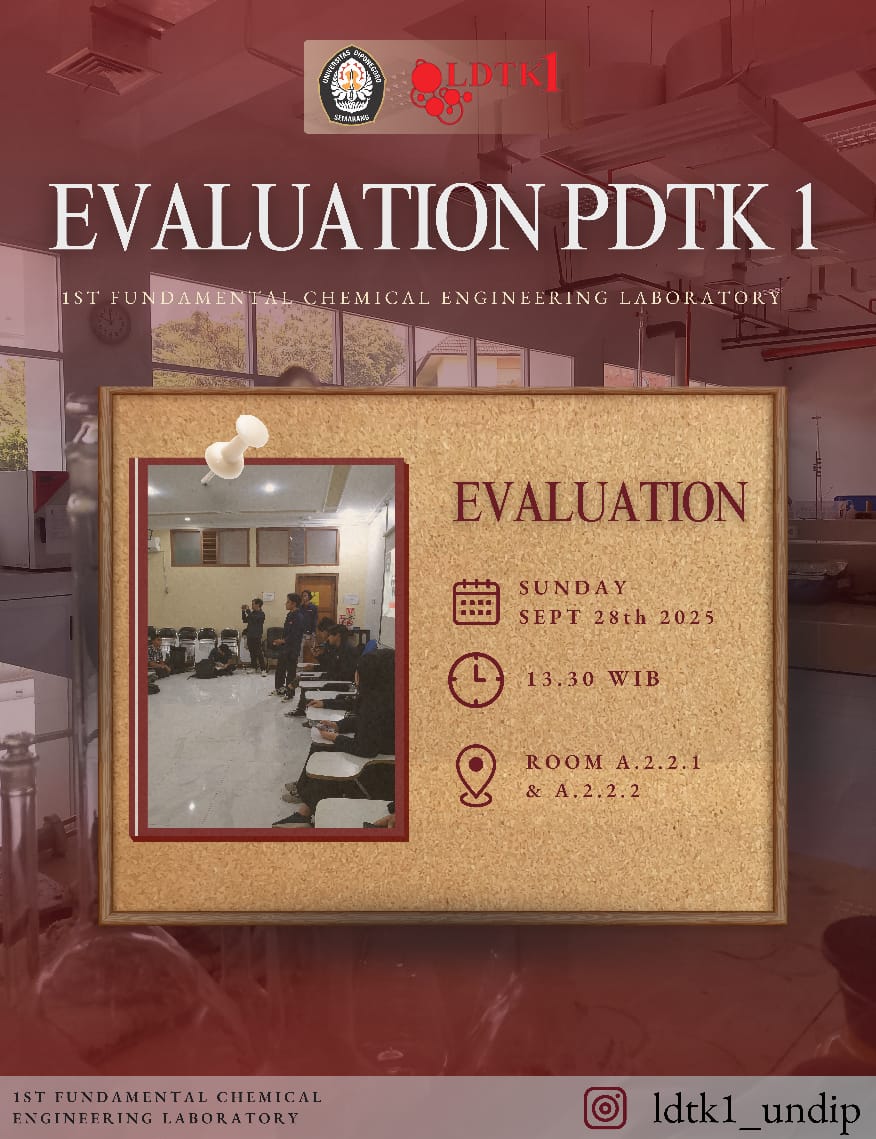 UNIVERSITAS DIPONEGORO
SEMARANG
LDTK1
EVALUATION PDTK 1
1ST FUNDAMENTAL CHEMICAL ENGINEERING LABORATORY
EVALUATION
SUNDAY
SEPT 28th 2025
13.30 WIB
ROOM A.2.2.1
& A.2.2.2
1ST FUNDAMENTAL CHEMICAL
ENGINEERING LABORATORY
ldtk1_undip